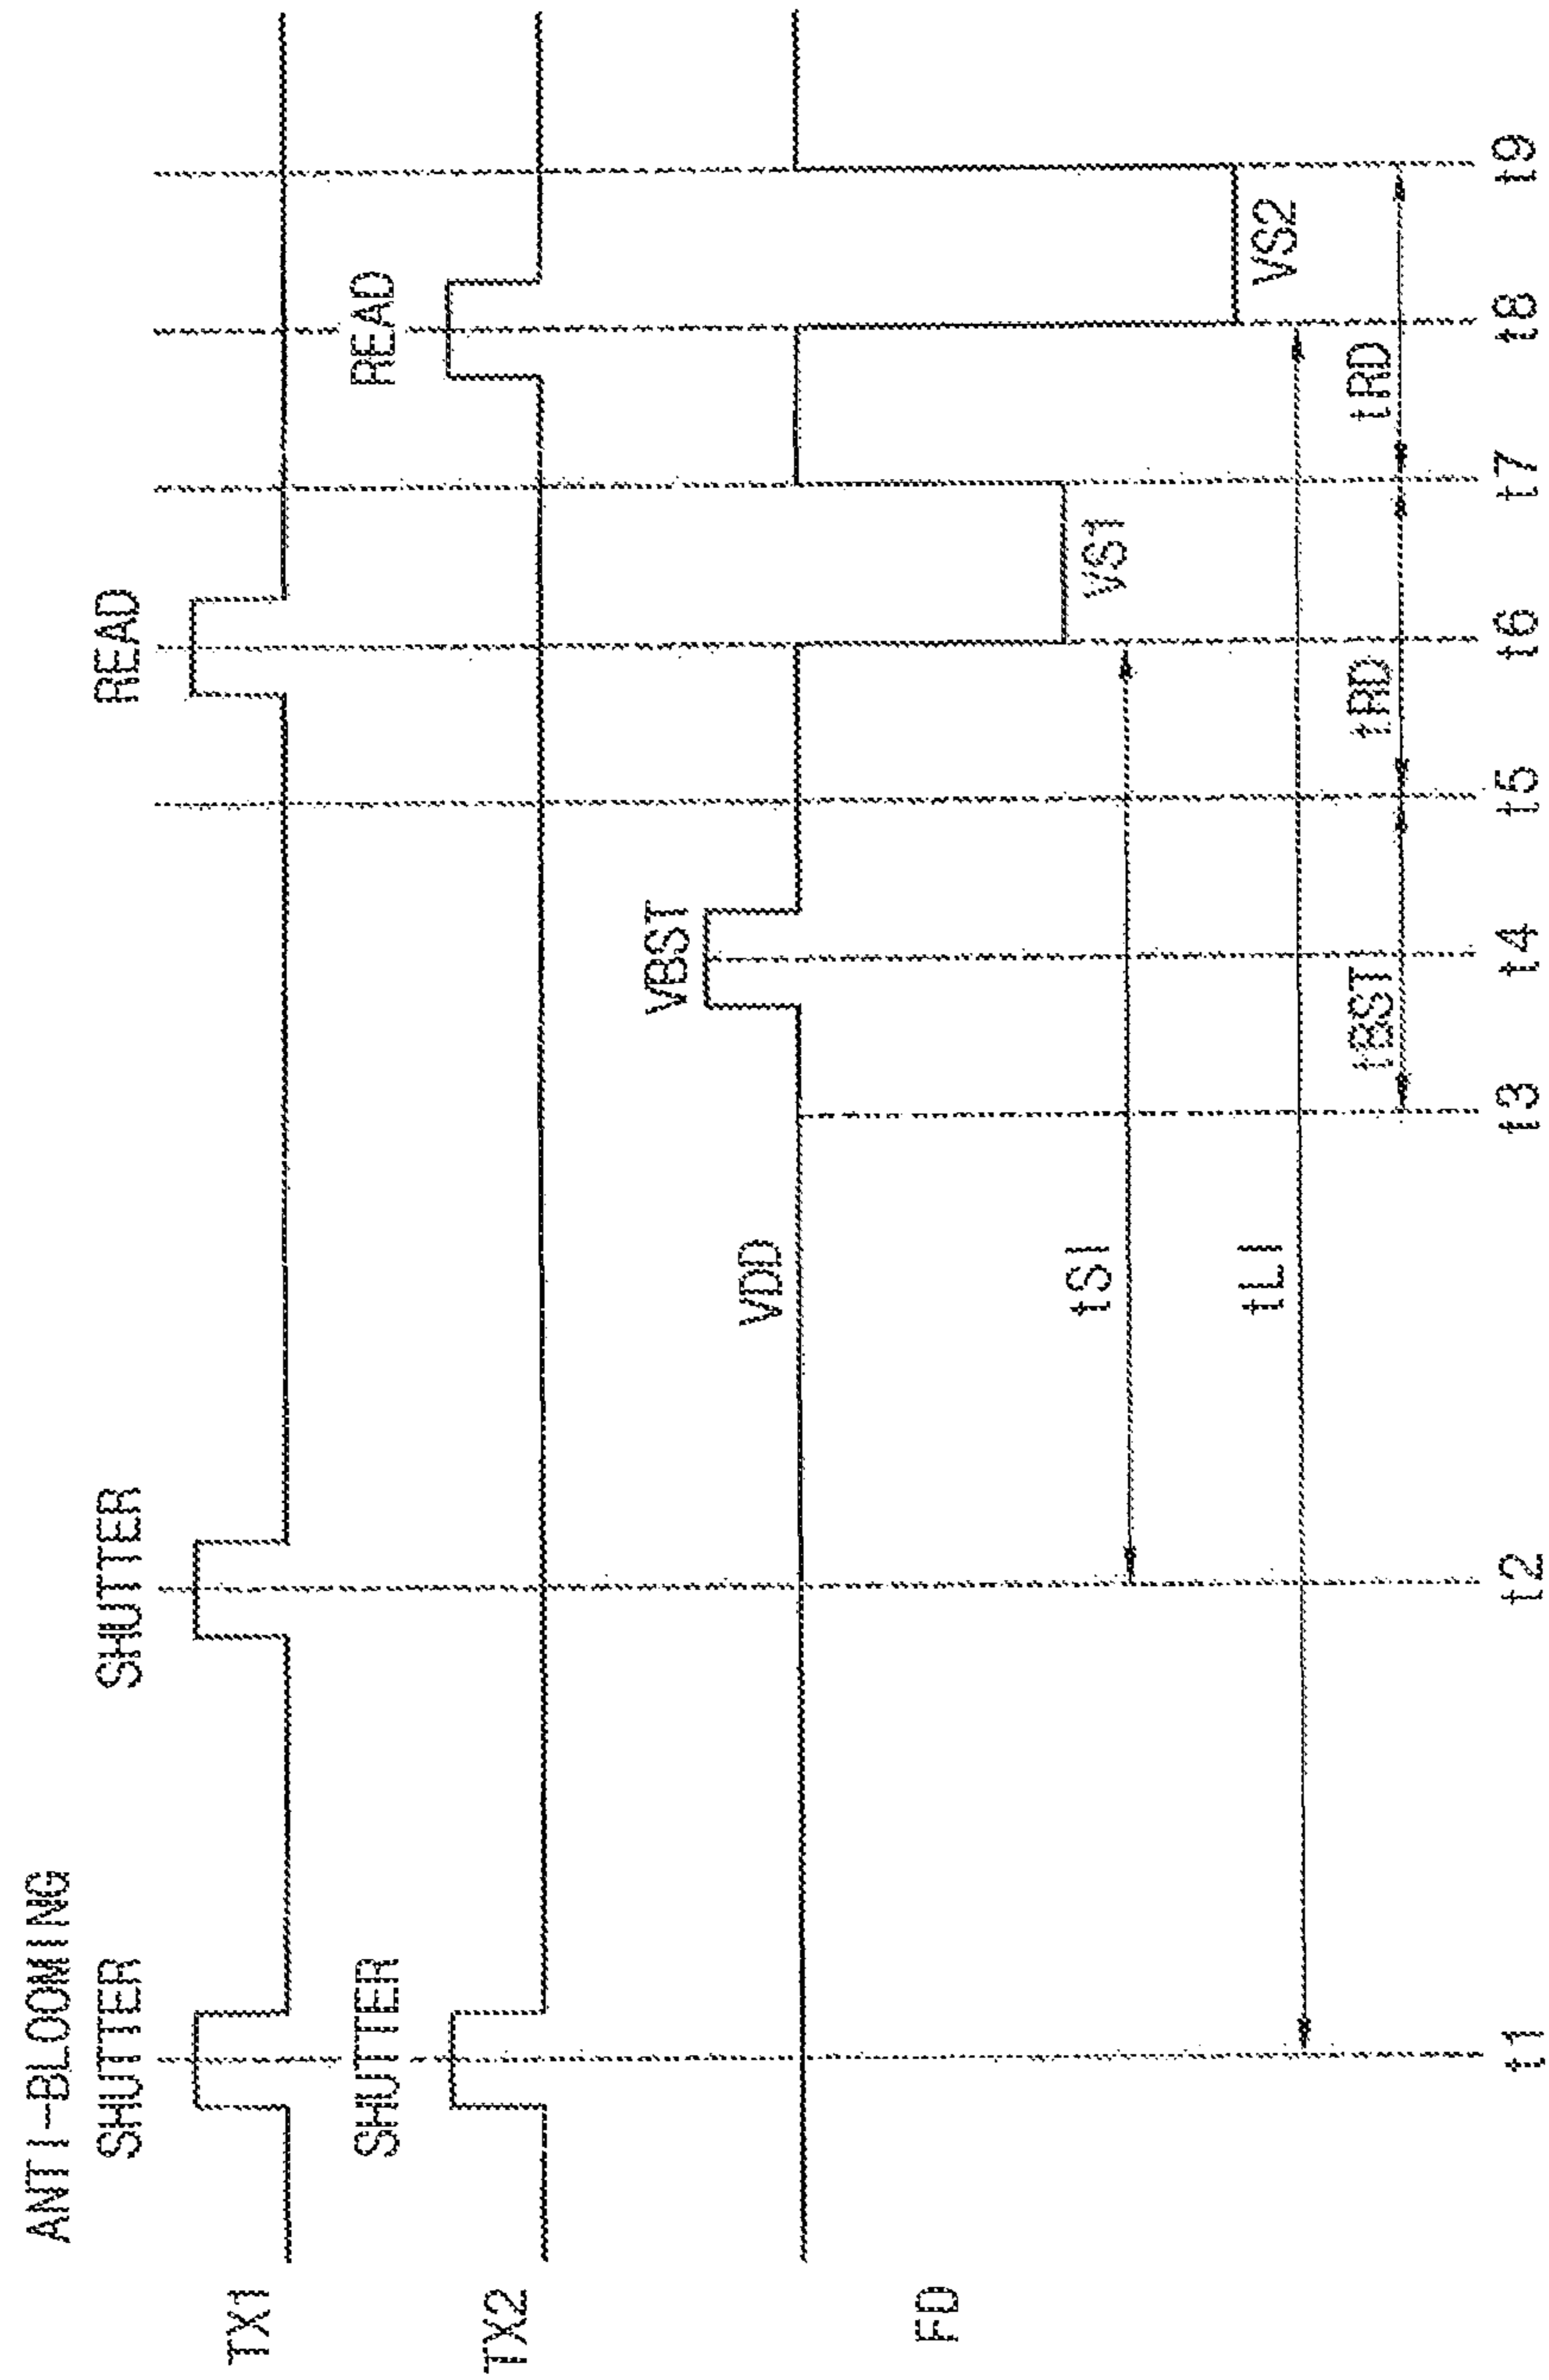 ANTI-BLOOMING
SHUTTER
SHUTTER
READ
TX1
SHUTTER
READ
TX2
VBST
VDD
FD
VS1
VS2
tSI
tLI
tBST
tRD
tRD
t1
t2
t3
t4
t5
t6
t7
t8
t9